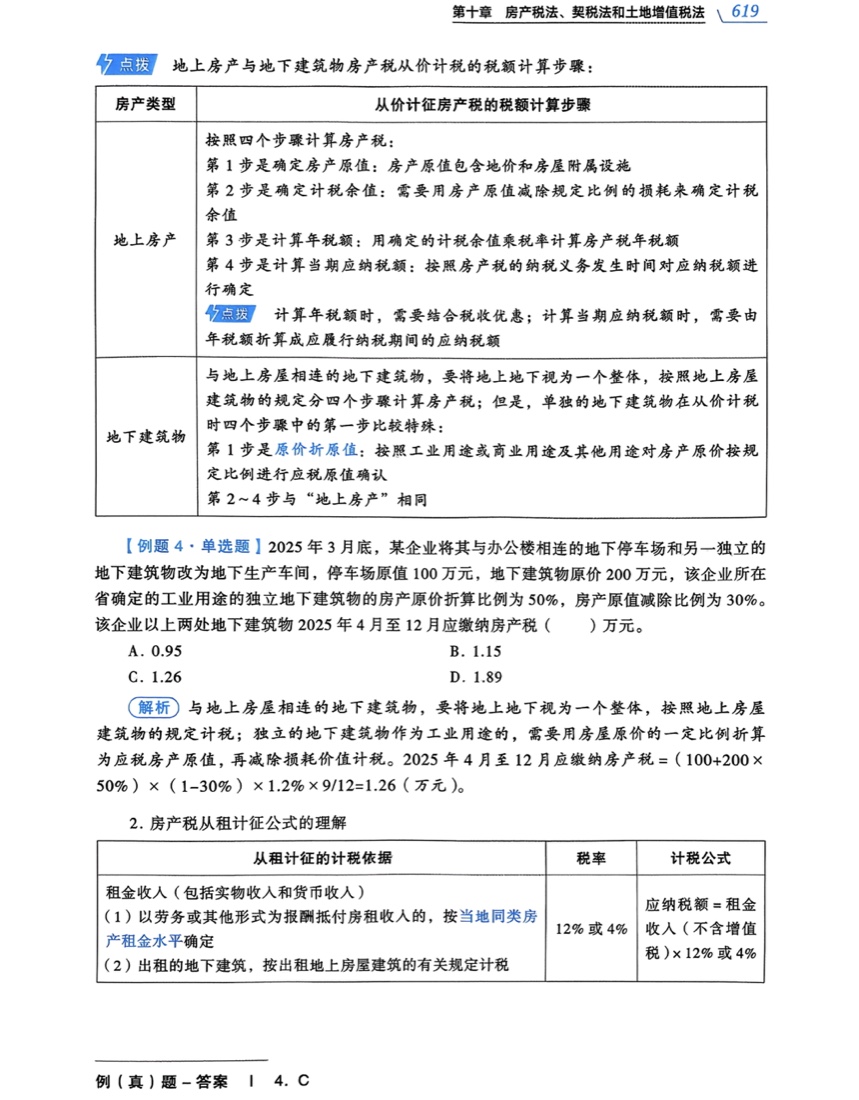 第十章 房产税法、契税法和土地增值税法 619
点拨 地上房产与地下建筑物房产税从价计税的税额计算步骤：
房产类型 从价计征房产税的税额计算步骤
按照四个步骤计算房产税：
第 1 步是确定房产原值：房产原值包含地价和房屋附属设施
第 2 步是确定计税余值：需要用房产原值减除规定比例的损耗来确定计税
余值
地上房产 第 3 步是计算年税额：用确定的计税余值乘税率计算房产税年税额
第 4 步是计算当期应纳税额：按照房产税的纳税义务发生时间对应纳税额进
行确定
点拨 计算年税额时，需要结合税收优惠；计算当期应纳税额时，需要由
年税额折算成应履行纳税期间的应纳税额
与地上房屋相连的地下建筑物，要将地上地下视为一个整体，按照地上房屋
建筑物的规定分四个步骤计算房产税；但是，单独的地下建筑物在从价计税
时四个步骤中的第一步比较特殊：
地下建筑物 第 1 步是原价折原值：按照工业用途或商业用途及其他用途对房产原价按规
定比例进行应税原值确认
第 2~4 步与“地上房产”相同
【例题 4·单选题】2025 年 3 月底，某企业将其与办公楼相连的地下停车场和另一独立的
地下建筑物改为地下生产车间，停车场原值 100 万元，地下建筑物原价 200 万元，该企业所在
省确定的工业用途的独立地下建筑物的房产原价折算比例为 50%，房产原值减除比例为 30%。
该企业以上两处地下建筑物 2025 年 4 月至 12 月应缴纳房产税（ ）万元。
A. 0.95 B. 1.15
C. 1.26 D. 1.89
解析 与地上房屋相连的地下建筑物，要将地上地下视为一个整体，按照地上房屋
建筑物的规定计税；独立的地下建筑物作为工业用途的，需要用房屋原价的一定比例折算
为应税房产原值，再减除损耗价值计税。2025 年 4 月至 12 月应缴纳房产税 =（100+200×
50%）×（1-30%）×1.2%×9/12=1.26（万元）。
2. 房产税从租计征公式的理解
从租计征的计税依据 税率 计税公式
租金收入（包括实物收入和货币收入）
（1）以劳务或其他形式为报酬抵付房租收入的，按当地同类房
产租金水平确定
（2）出租的地下建筑，按出租地上房屋建筑的有关规定计税
12% 或 4%
应纳税额 = 租金
收入（不含增值
税）× 12% 或 4%
例（真）题 – 答案 | 4. C